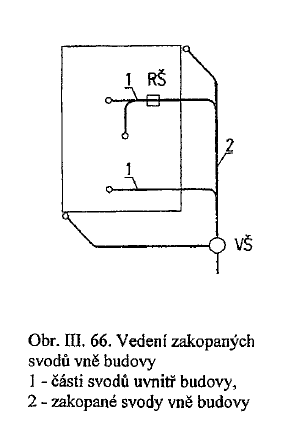 1 RŠ
1
2
VŠ
Obr. III. 66. Vedení zakopaných
svodů vně budovy
1 - části svodů uvnitř budovy,
2 - zakopané svody vně budovy